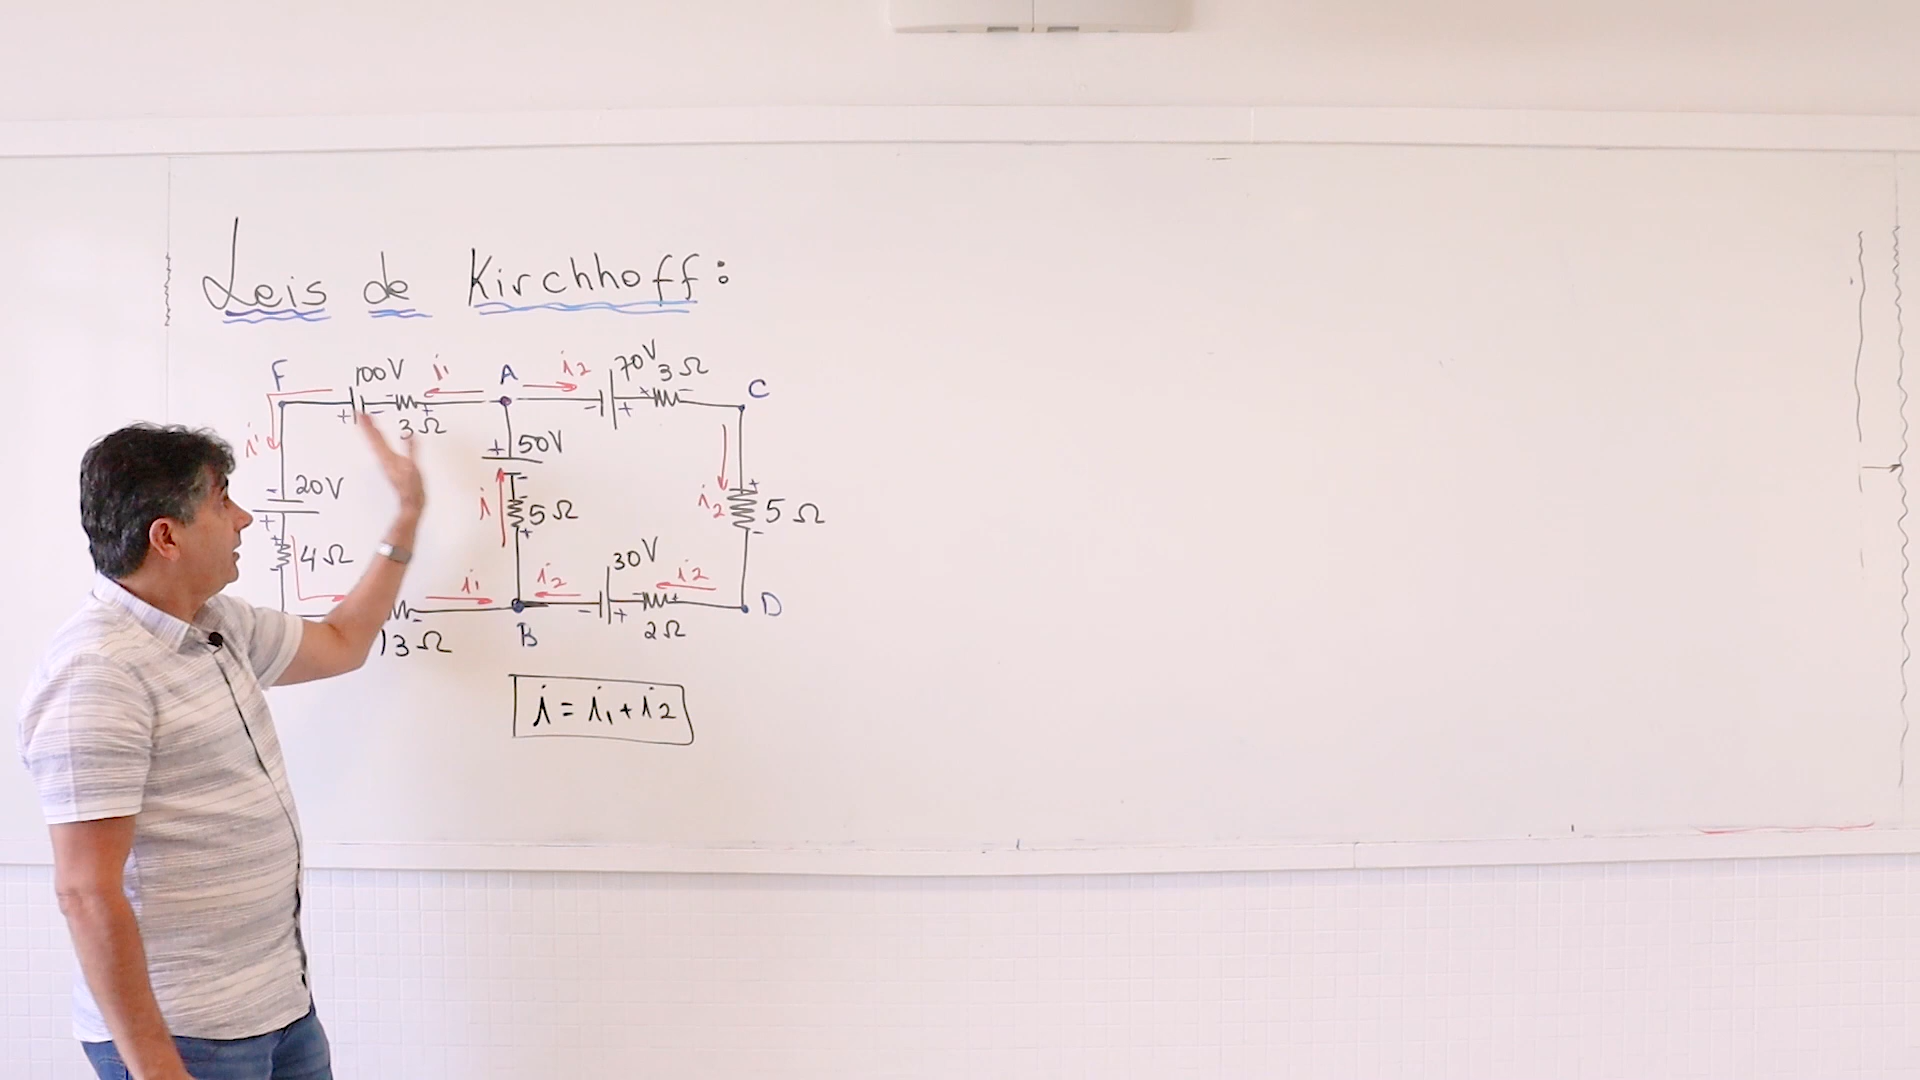 Leis de Kirchhoff:
F 100V i₁ A i₂ 70V 3Ω C
+ - - + - + + -
3Ω
i₁ + 50V
- 20V - + 
i 5Ω i₂ 5Ω
+ + + -
4Ω 30V
i₁ i₂ i₂
- - + +
13Ω B 2Ω D
i = i₁ + i₂